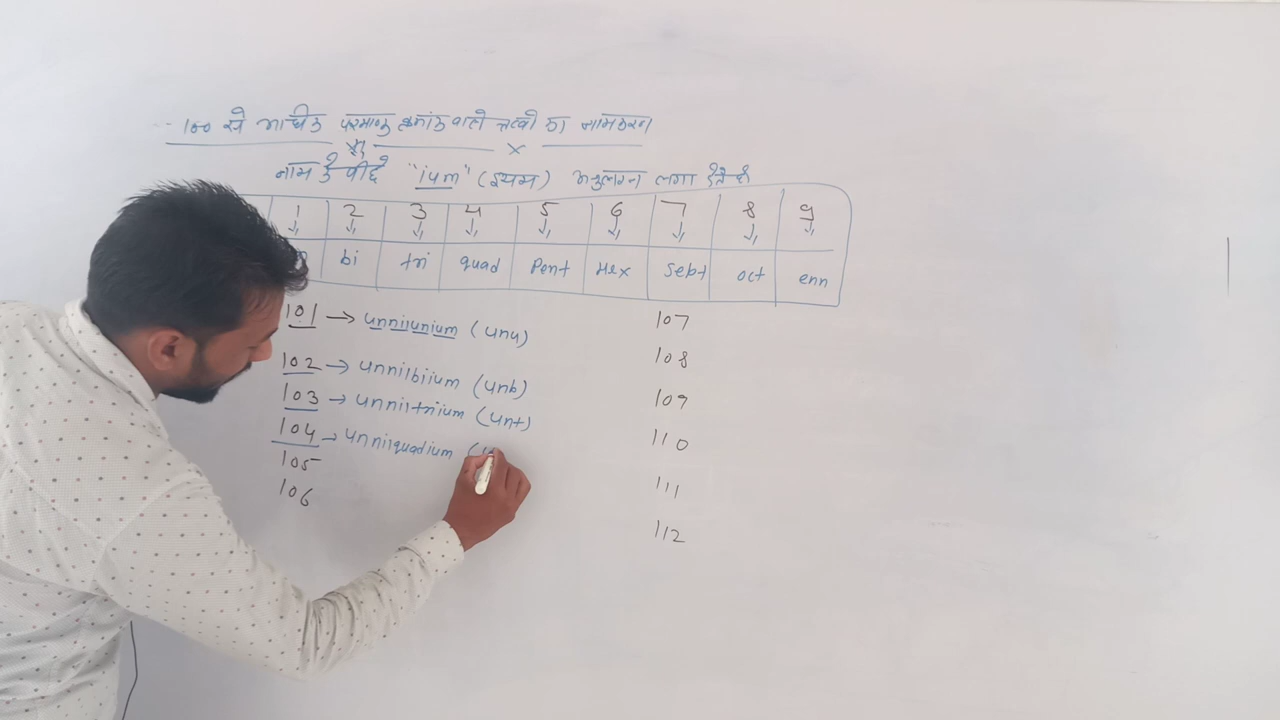 100 से अधिक परमाणु क्रमांक वाले तत्वो का नामकरण
नाम के पीछे "ium" (इयम) अनुलग्न लगा देते है
1 2 3 4 5 6 7 8 9
bi tri quad Pent Hex Sept oct enn
101 → unnilunium (unu)
102 → unnilbiium (unb)
103 → unniltrium (unt)
104 → unnilquadium (u
105
106
107
108
109
110
111
112